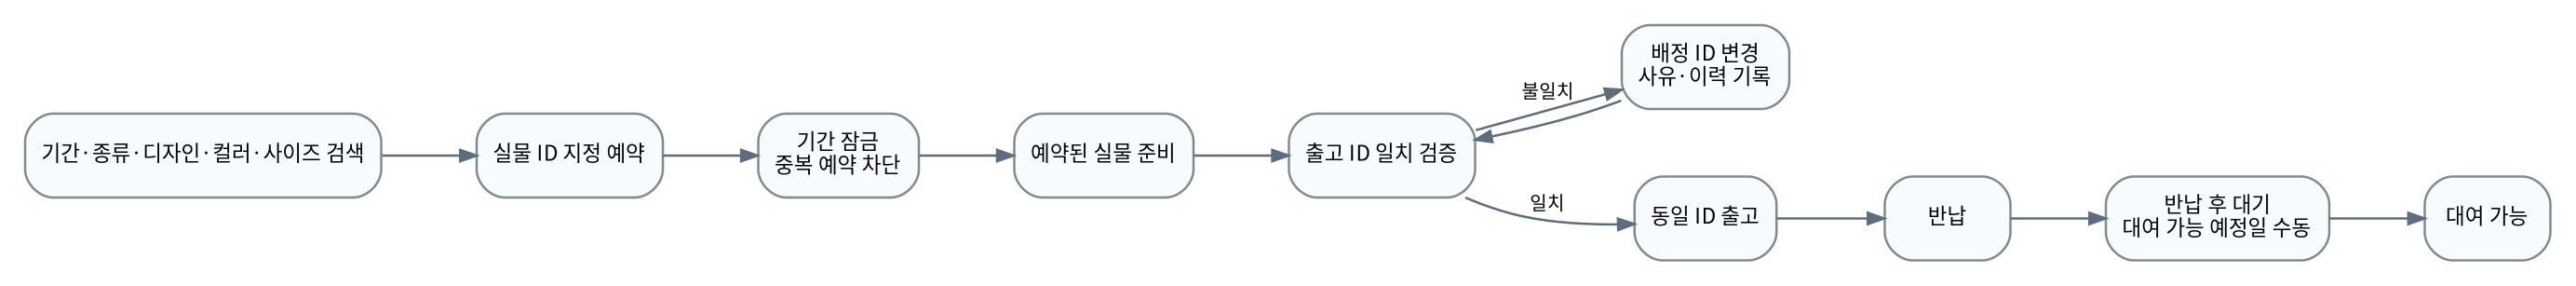 기간·종류·디자인·컬러·사이즈 검색
실물 ID 지정 예약
기간 잠금
중복 예약 차단
예약된 실물 준비
출고 ID 일치 검증
불일치
배정 ID 변경
사유·이력 기록
일치
동일 ID 출고
반납
반납 후 대기
대여 가능 예정일 수동
대여 가능